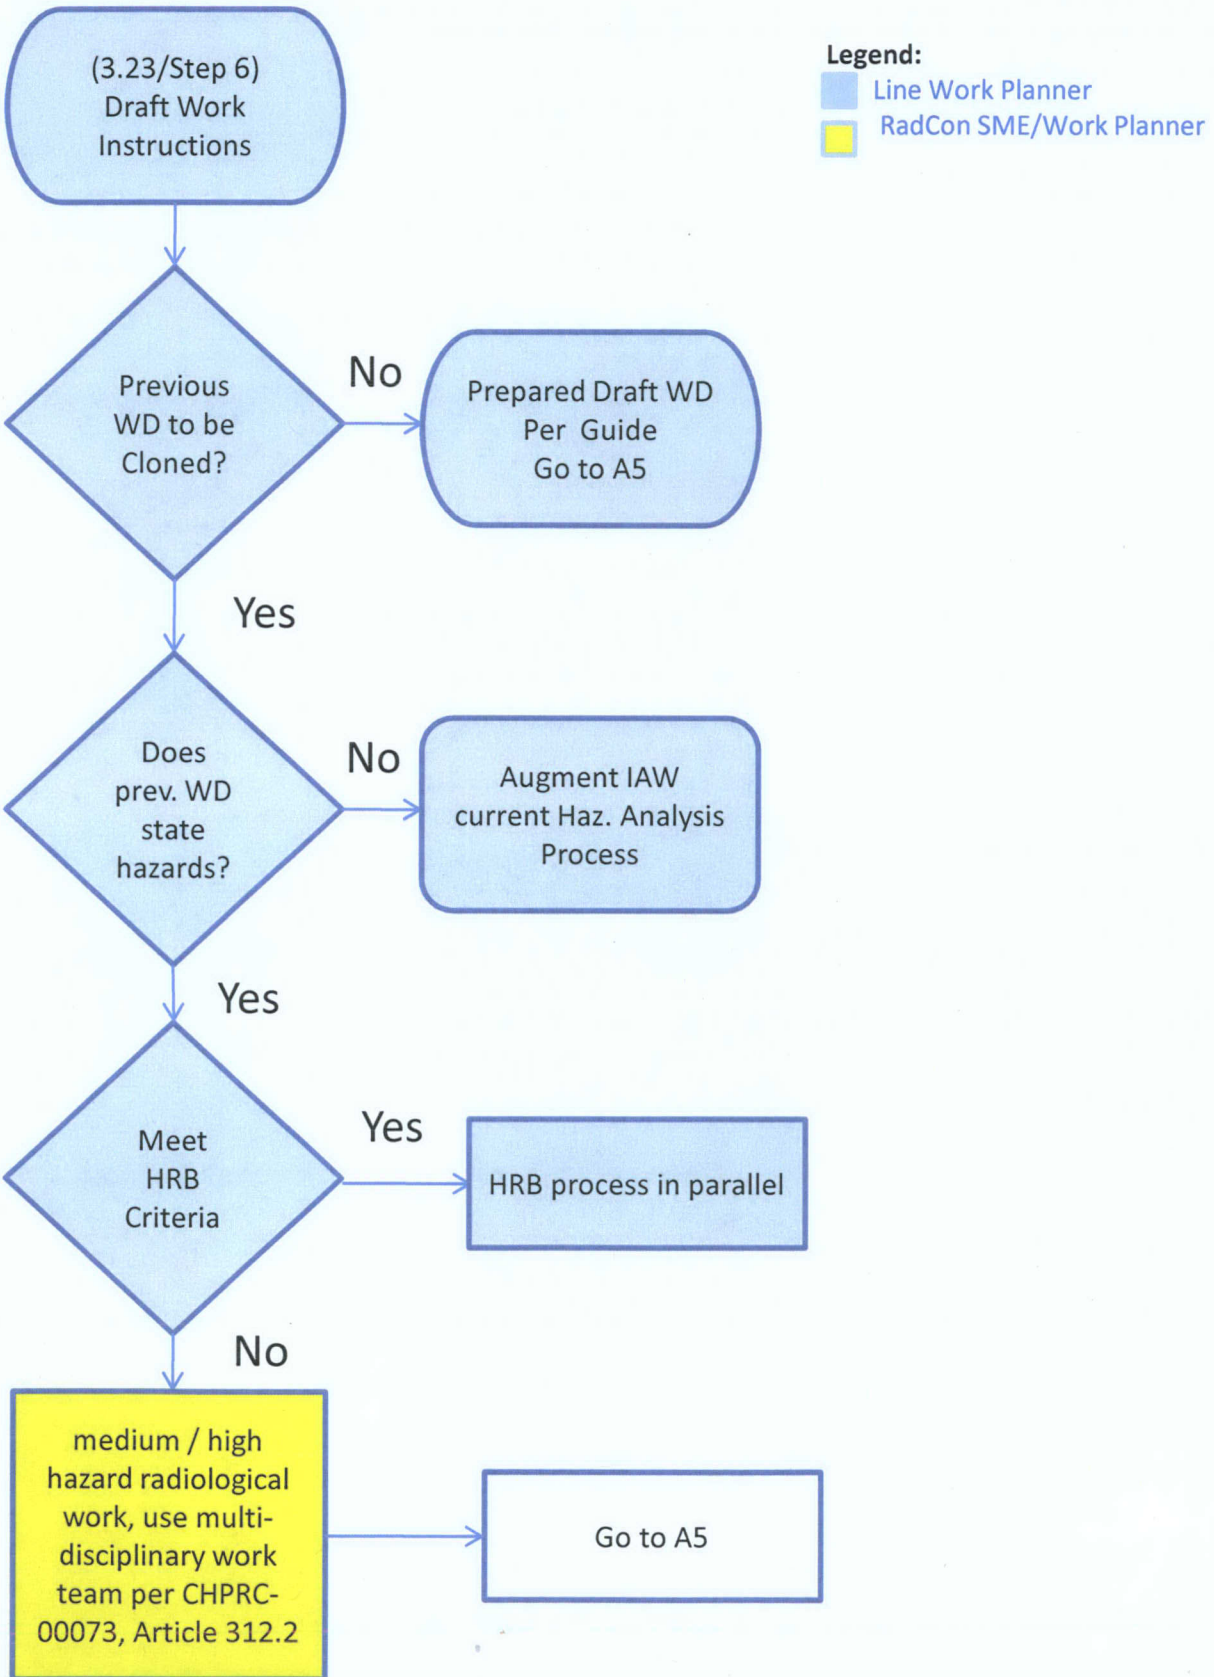 (3.23/Step 6)
Draft Work
Instructions
Legend:
Line Work Planner
RadCon SME/Work Planner
Previous
WD to be
Cloned?
No
Prepared Draft WD
Per Guide
Go to A5
Yes
Does
prev. WD
state
hazards?
No
Augment IAW
current Haz. Analysis
Process
Yes
Meet
HRB
Criteria
Yes
HRB process in parallel
No
medium / high
hazard radiological
work, use multi-
disciplinary work
team per CHPRC-
00073, Article 312.2
Go to A5